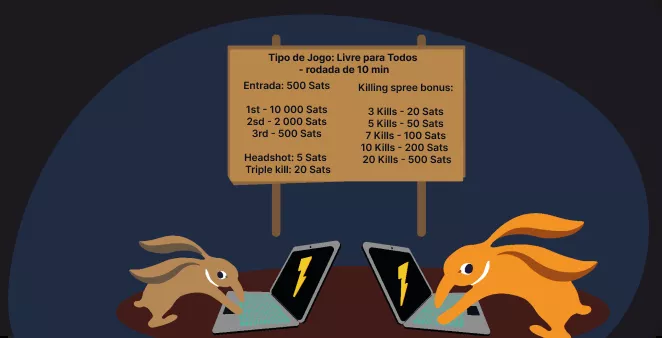 Tipo de Jogo: Livre para Todos
- rodada de 10 min
Entrada: 500 Sats
1st - 10 000 Sats
2sd - 2 000 Sats
3rd - 500 Sats
Headshot: 5 Sats
Triple kill: 20 Sats
Killing spree bonus:
3 Kills - 20 Sats
5 Kills - 50 Sats
7 Kills - 100 Sats
10 Kills - 200 Sats
20 Kills - 500 Sats